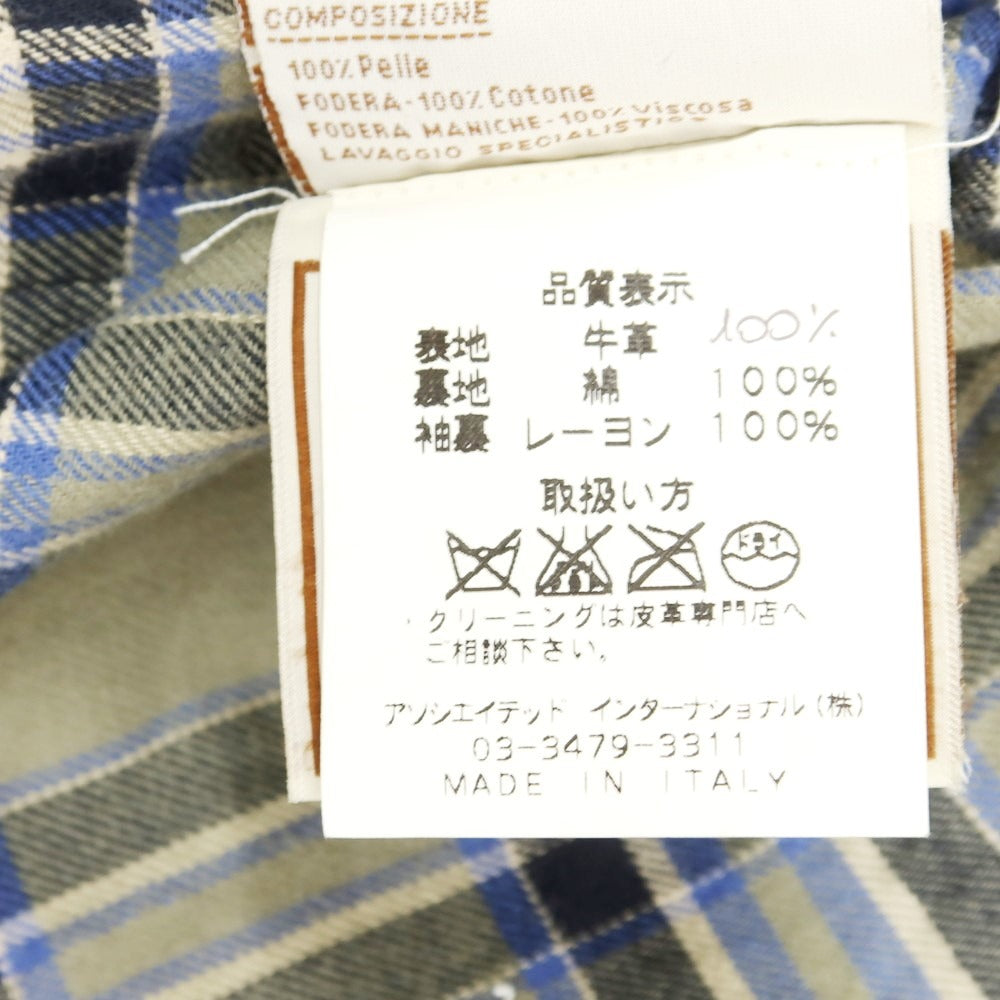 COMPOSIZIONE
100% Pelle
FODERA-100% Cotone
FODERA MANICHE-100% Viscosa
LAVAGGIO SPECIALISTI
品質表示
表地 牛革 100%
裏地 綿 100%
袖裏 レーヨン 100%
取扱い方
ドライ
・クリーニングは皮革専門店へ
ご相談下さい。
アソシエイテッド インターナショナル(株)
03-3479-3311
MADE IN ITALY